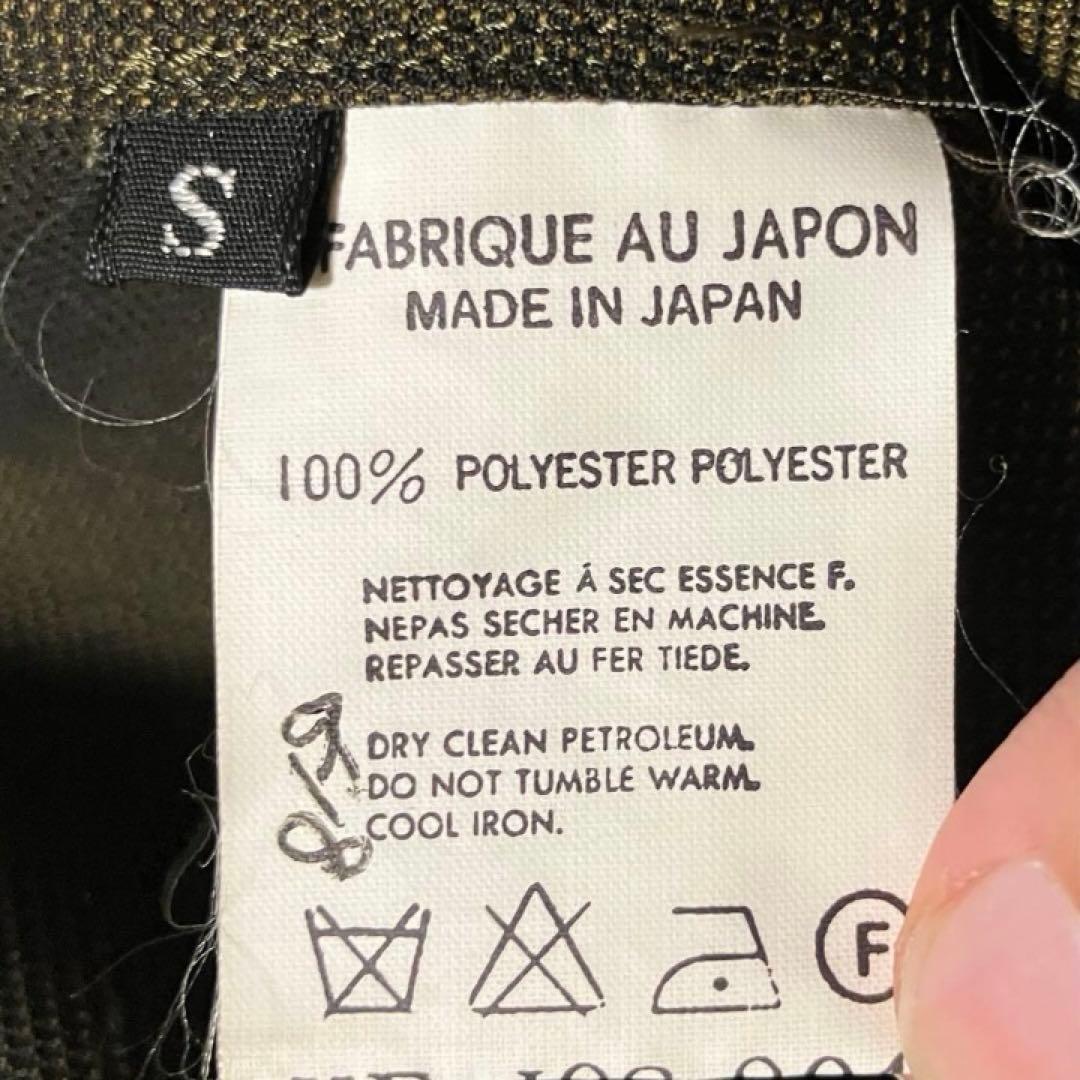 S
FABRIQUE AU JAPON
MADE IN JAPAN
100% POLYESTER POLYESTER
NETTOYAGE Á SEC ESSENCE F.
NEPAS SECHER EN MACHINE.
REPASSER AU FER TIEDE.
DRY CLEAN PETROLEUM.
DO NOT TUMBLE WARM.
COOL IRON.
F